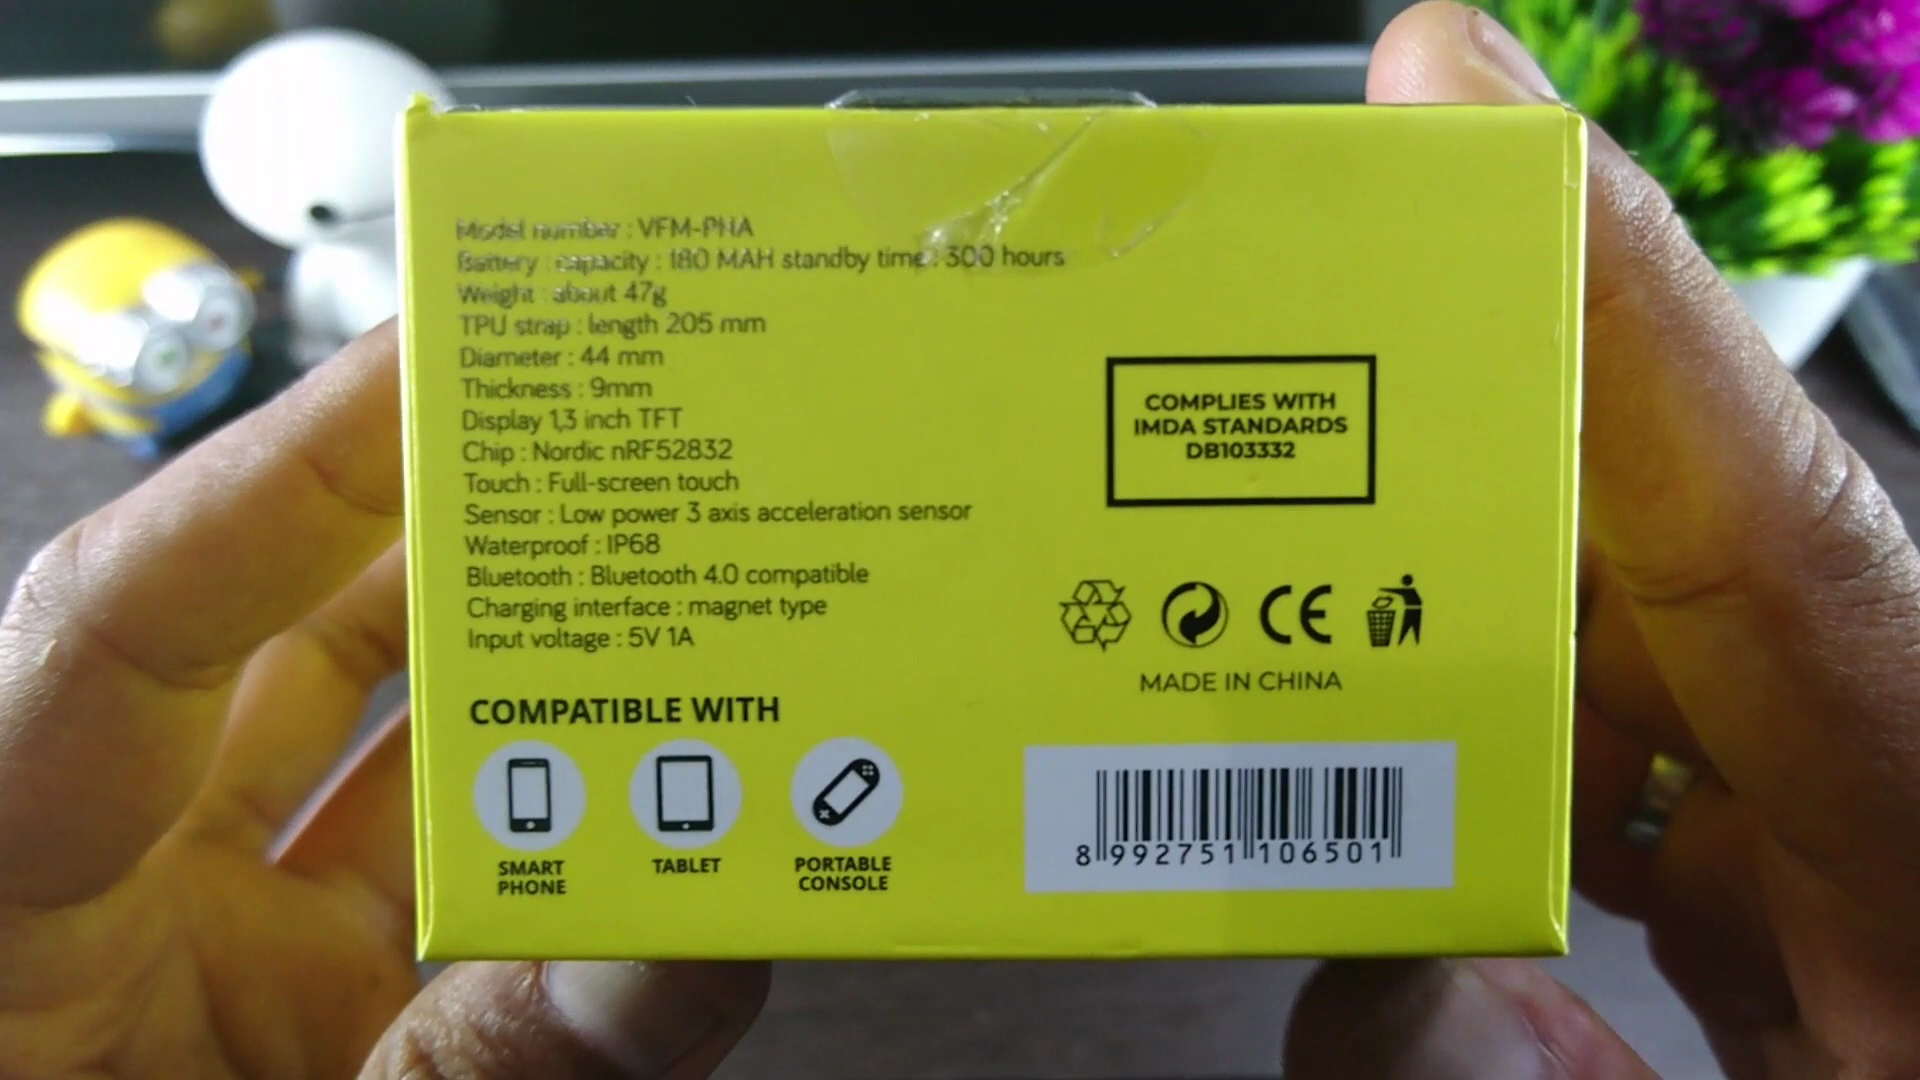 Model number : VFM-PHA
Battery : capacity : 180 MAH standby time : 300 hours
Weight : about 47g
TPU strap : length 205 mm
Diameter : 44 mm
Thickness : 9mm
Display 1,3 inch TFT
Chip : Nordic nRF52832
Touch : Full-screen touch
Sensor : Low power 3 axis acceleration sensor
Waterproof : IP68
Bluetooth : Bluetooth 4.0 compatible
Charging interface : magnet type
Input voltage : 5V 1A
COMPLIES WITH
IMDA STANDARDS
DB103332
CE
MADE IN CHINA
COMPATIBLE WITH
SMART
PHONE
TABLET
PORTABLE
CONSOLE
8 992751 106501